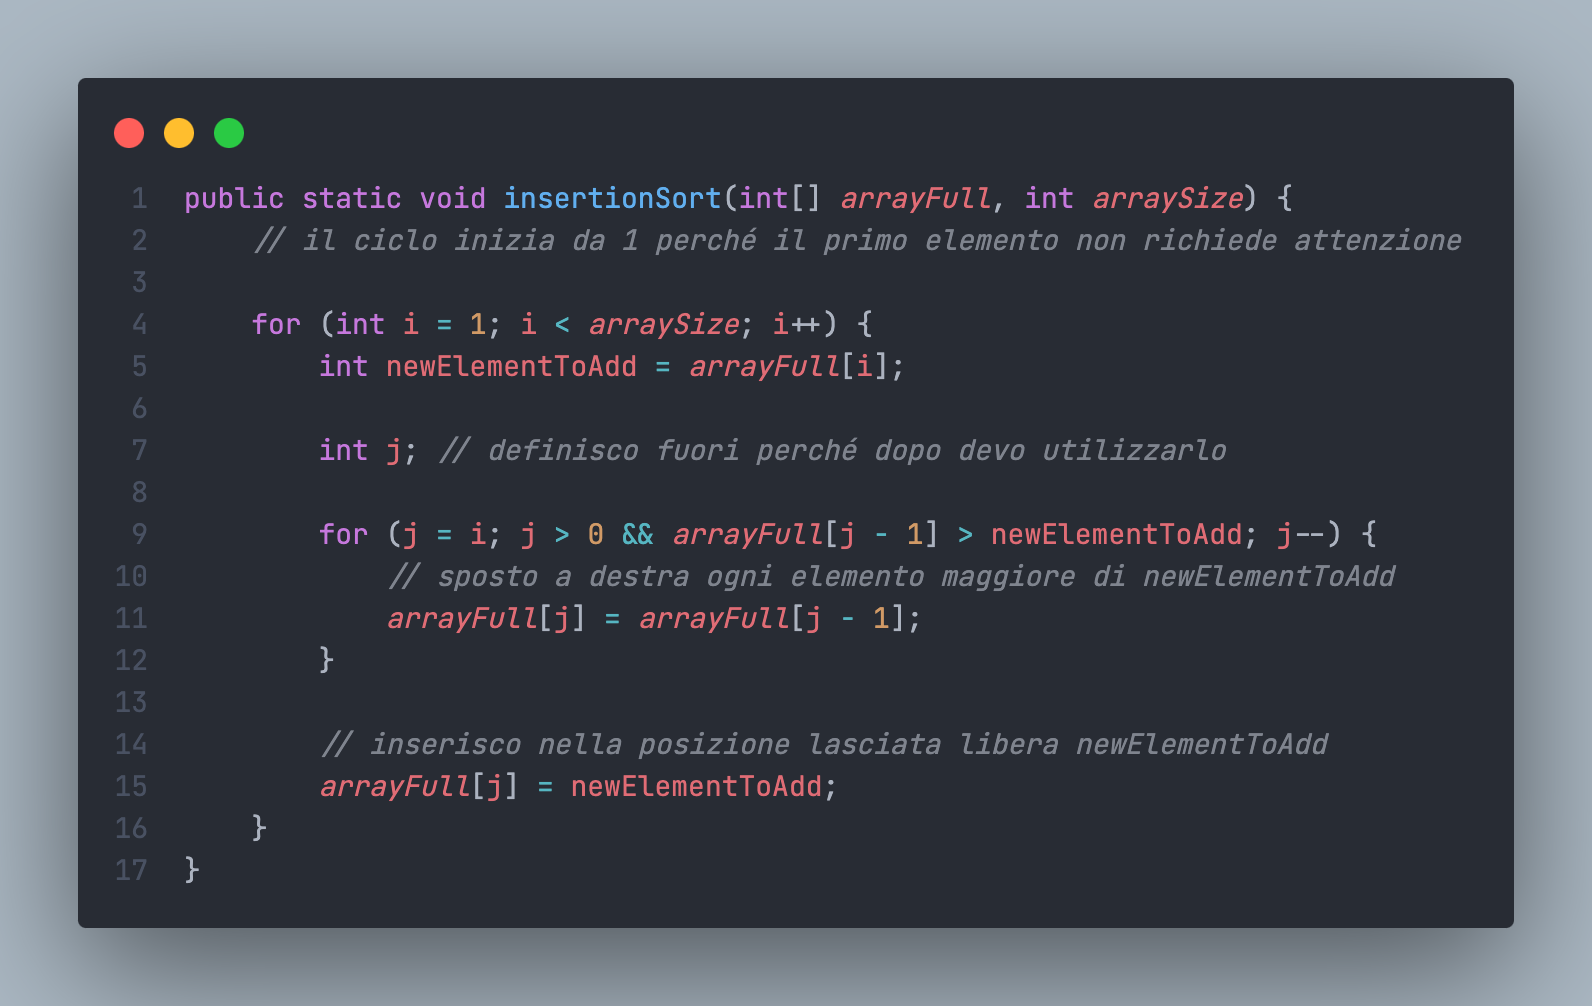 1 public static void insertionSort(int[] arrayFull, int arraySize) {
2 // il ciclo inizia da 1 perché il primo elemento non richiede attenzione
3
4 for (int i = 1; i < arraySize; i++) {
5 int newElementToAdd = arrayFull[i];
6
7 int j; // definisco fuori perché dopo devo utilizzarlo
8
9 for (j = i; j > 0 && arrayFull[j - 1] > newElementToAdd; j--) {
10 // sposto a destra ogni elemento maggiore di newElementToAdd
11 arrayFull[j] = arrayFull[j - 1];
12 }
13
14 // inserisco nella posizione lasciata libera newElementToAdd
15 arrayFull[j] = newElementToAdd;
16 }
17 }